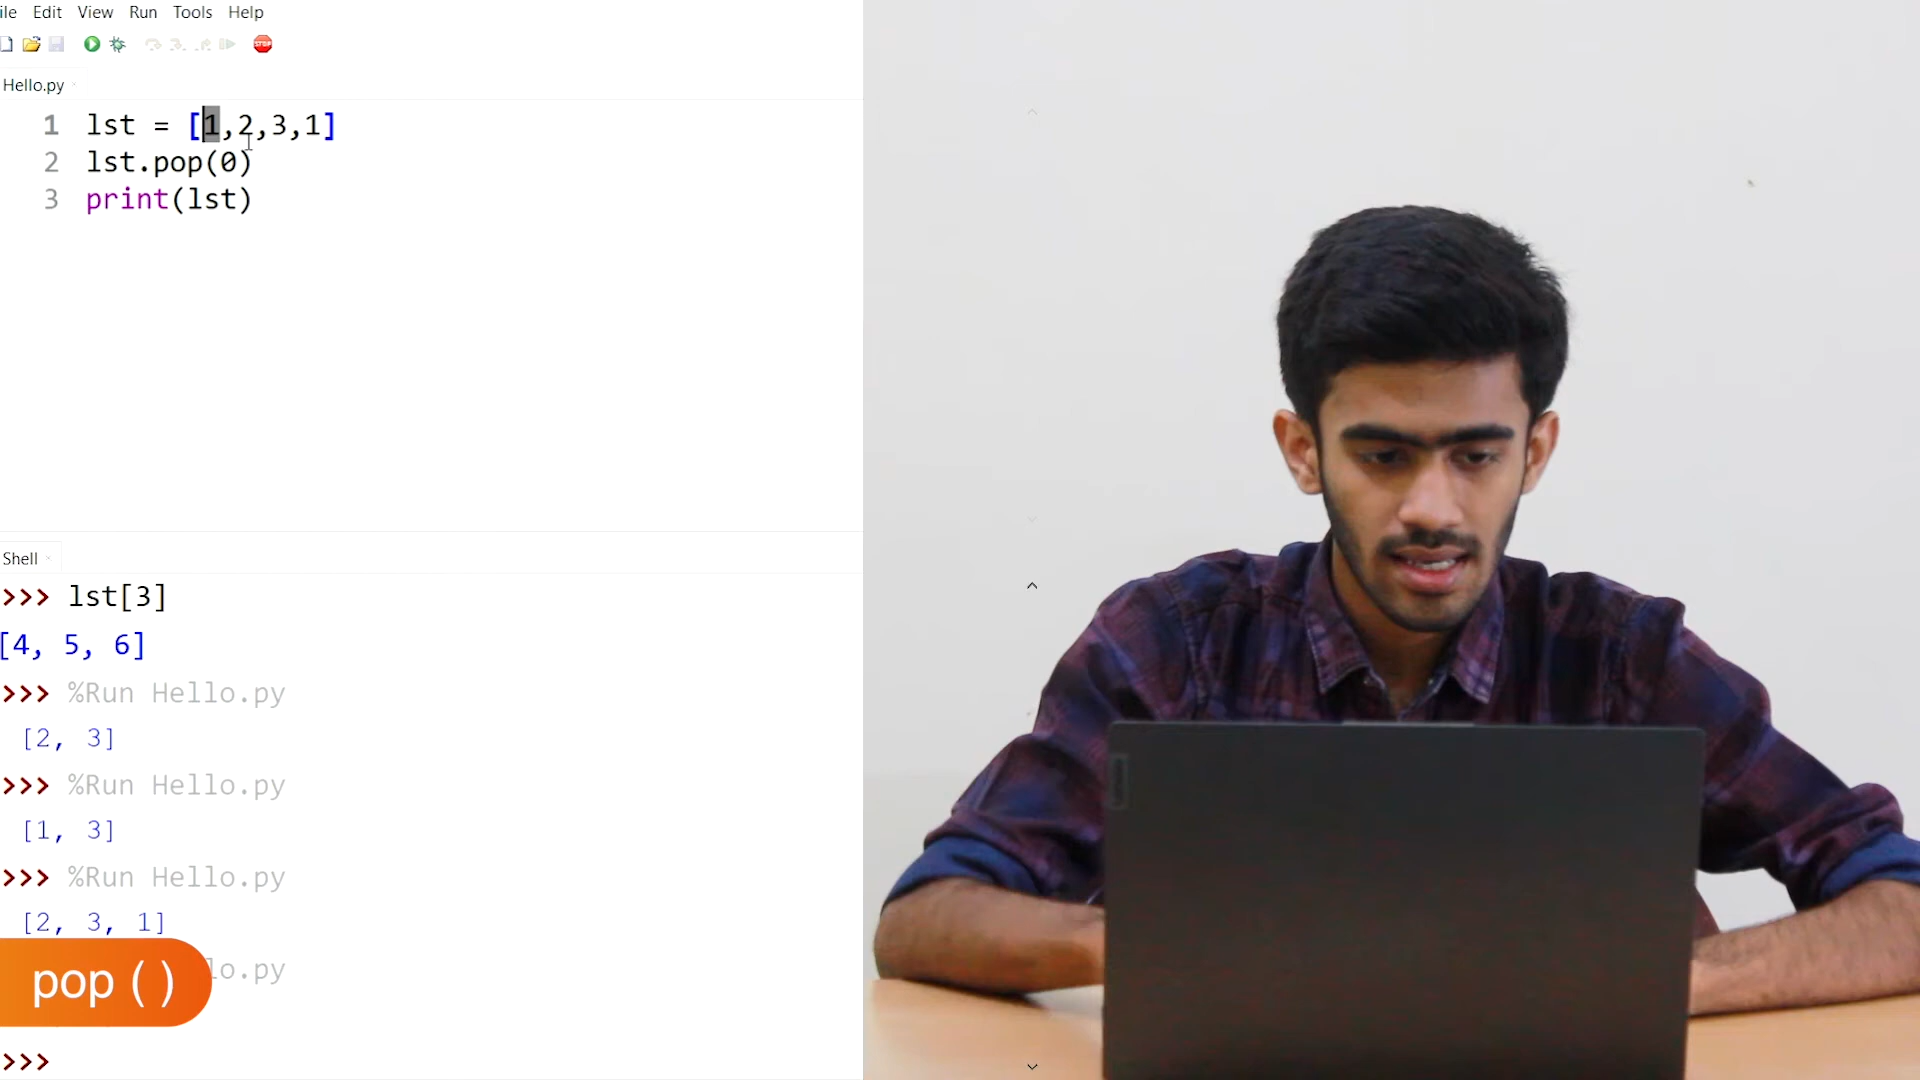 ile Edit View Run Tools Help
STOP
Hello.py
1 lst = [1,2,3,1]
2 lst.pop(0)
3 print(lst)
Shell
>>> lst[3]
[4, 5, 6]
>>> %Run Hello.py
[2, 3]
>>> %Run Hello.py
[1, 3]
>>> %Run Hello.py
[2, 3, 1]
lo.py
pop ( )
>>>